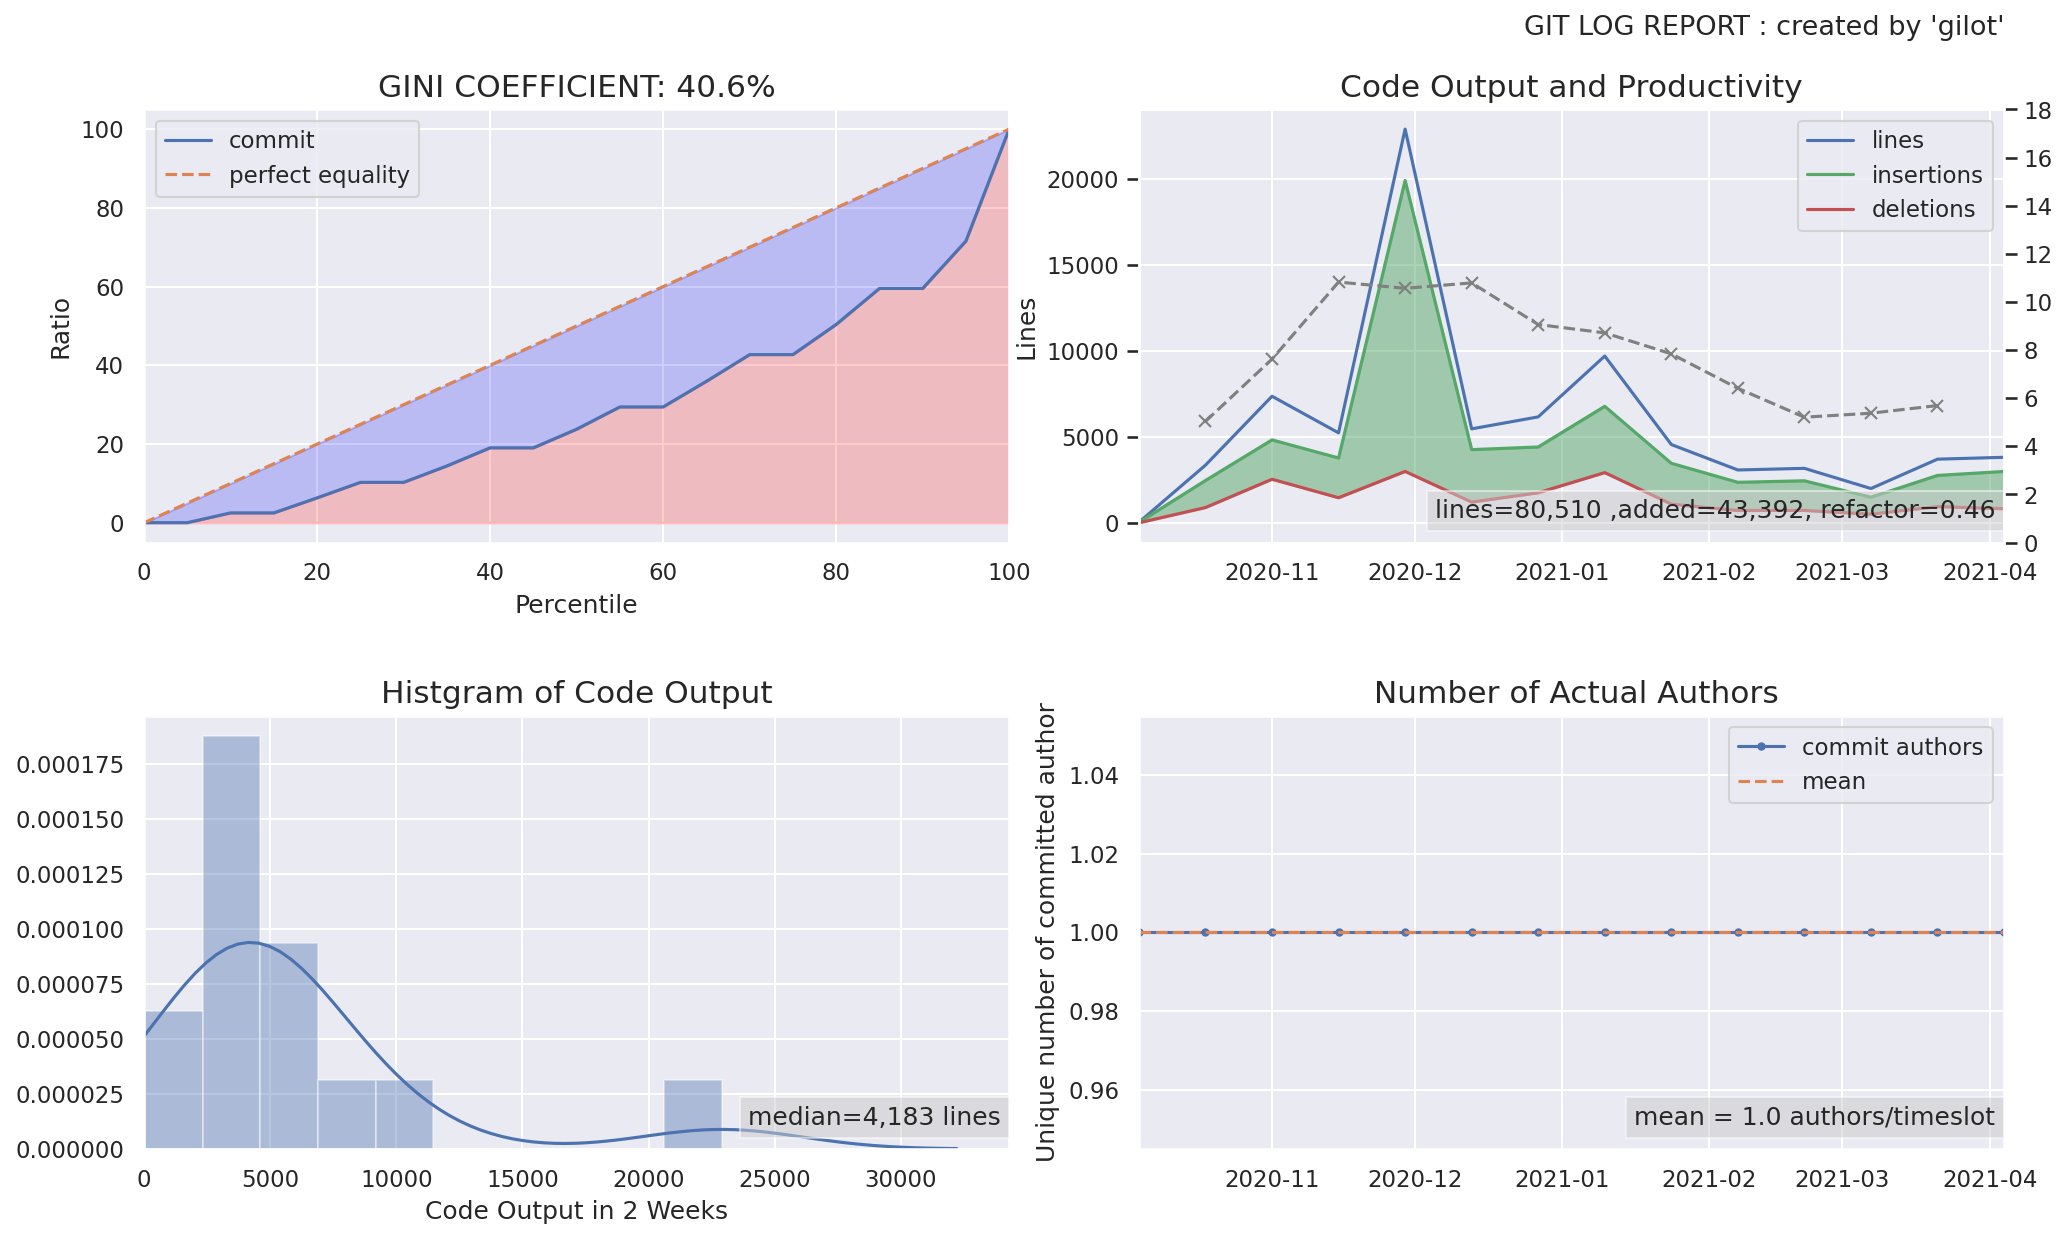 GIT LOG REPORT : created by 'gilot'
GINI COEFFICIENT: 40.6%
commit
perfect equality
Ratio
100
80
60
40
20
0
0 20 40 60 80 100
Percentile
Code Output and Productivity
lines
insertions
deletions
Lines
20000
15000
10000
5000
0
18
16
14
12
10
8
6
4
2
0
lines=80,510 ,added=43,392, refactor=0.46
2020-11 2020-12 2021-01 2021-02 2021-03 2021-04
Histgram of Code Output
0.000175
0.000150
0.000125
0.000100
0.000075
0.000050
0.000025
0.000000
median=4,183 lines
0 5000 10000 15000 20000 25000 30000
Code Output in 2 Weeks
Number of Actual Authors
commit authors
mean
Unique number of committed author
1.04
1.02
1.00
0.98
0.96
mean = 1.0 authors/timeslot
2020-11 2020-12 2021-01 2021-02 2021-03 2021-04